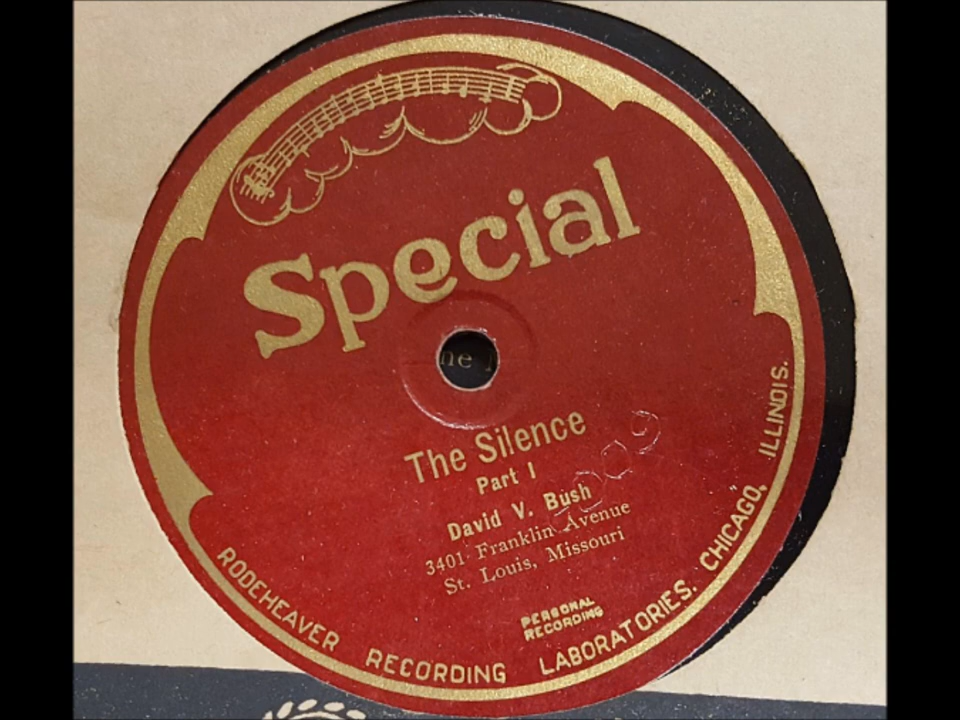 Special
ne
The Silence
Part I
David V. Bush
3401 Franklin Avenue
St. Louis, Missouri
PERSONAL
RECORDING
RODEHEAVER RECORDING LABORATORIES. CHICAGO, ILLINOIS.